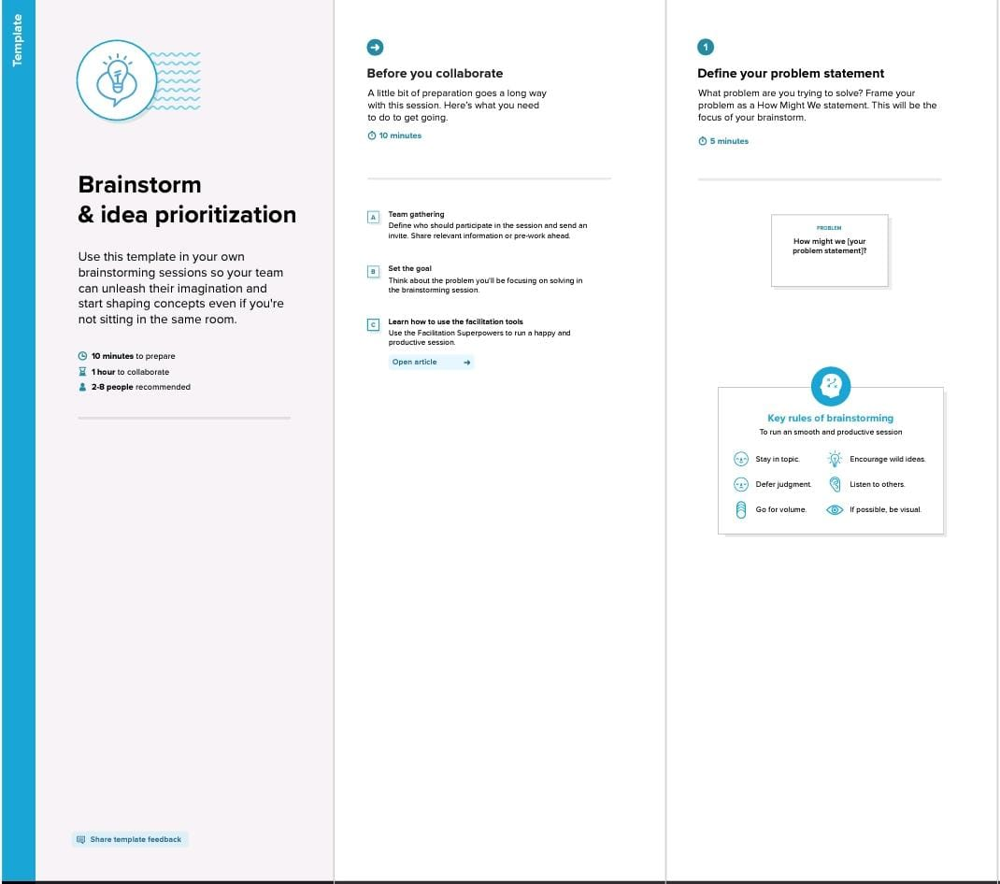 Template
Brainstorm
& idea prioritization
Use this template in your own
brainstorming sessions so your team
can unleash their imagination and
start shaping concepts even if you're
not sitting in the same room.
10 minutes to prepare
1 hour to collaborate
2-8 people recommended
Share template feedback
Before you collaborate
A little bit of preparation goes a long way
with this session. Here's what you need
to do to get going.
10 minutes
A
Team gathering
Define who should participate in the session and send an
invite. Share relevant information or pre-work ahead.
B
Set the goal
Think about the problem you'll be focusing on solving in
the brainstorming session.
C
Learn how to use the facilitation tools
Use the Facilitation Superpowers to run a happy and
productive session.
Open article
1
Define your problem statement
What problem are you trying to solve? Frame your
problem as a How Might We statement. This will be the
focus of your brainstorm.
5 minutes
PROBLEM
How might we [your
problem statement]?
Key rules of brainstorming
To run an smooth and productive session
Stay in topic.
Encourage wild ideas.
Defer judgment.
Listen to others.
Go for volume.
If possible, be visual.